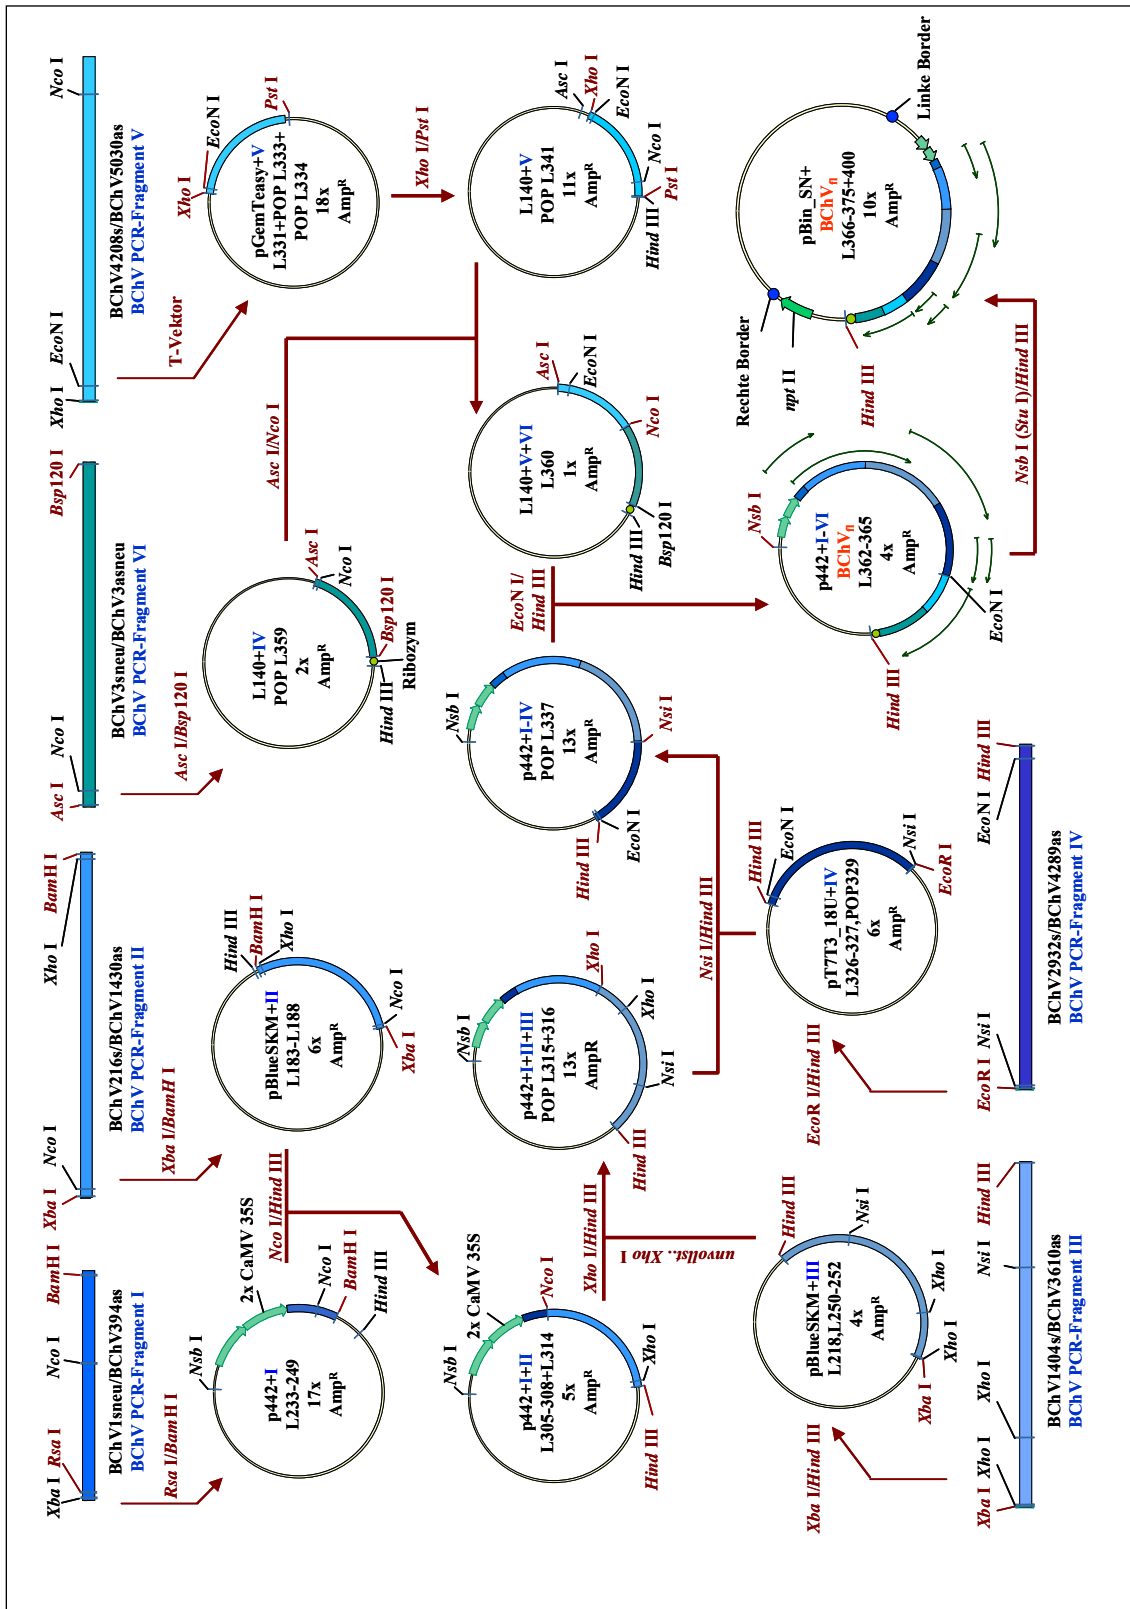 Xba I
Rsa I
Nco I
BamH I
BChV1sneu/BChV394as
BChV PCR-Fragment I
Rsa I/BamH I
Nsb I
2x CaMV 35S
Nco I
BamH I
Hind III
p442+I
L233-249
17x
AmpR
Xba I
Nco I
Xho I
BamH I
BChV216s/BChV1430as
BChV PCR-Fragment II
Xba I/BamH I
Hind III
BamH I
Xho I
Nco I
Xba I
pBlueSKM+II
L183-L188
6x
AmpR
Nco I/Hind III
Asc I
Nco I
Bsp120 I
BChV3sneu/BChV3asneu
BChV PCR-Fragment VI
Asc I/Bsp120 I
Asc I
Nco I
Bsp120 I
Ribozym
Hind III
L140+IV
POP L359
2x
AmpR
Asc I/Nco I
Xho I
EcoN I
Nco I
BChV4208s/BChV5030as
BChV PCR-Fragment V
T-Vektor
Xho I
EcoN I
Pst I
pGemTeasy+V
L331+POP L333+
POP L334
18x
AmpR
Xho I/Pst I
Nsb I
2x CaMV 35S
Nco I
Xho I
Hind III
p442+I+II
L305-308+L314
5x
AmpR
Xho I/Hind III
unvollst.. Xho I
Nsb I
Xho I
Xho I
Nsi I
Hind III
p442+I+II+III
POP L315+316
13x
AmpR
Nsi I/Hind III
Nsb I
Nsi I
EcoN I
Hind III
p442+I-IV
POP L337
13x
AmpR
EcoN I/
Hind III
Asc I
EcoN I
Nco I
Bsp120 I
Hind III
L140+V+VI
L360
1x
AmpR
Asc I
Xho I
EcoN I
Nco I
Pst I
Hind III
L140+V
POP L341
11x
AmpR
Hind III
Nsi I
Xho I
Xho I
Xba I
pBlueSKM+III
L218,L250-252
4x
AmpR
Xba I/Hind III
Xba I
Xho I
Xho I
Nsi I
Hind III
BChV1404s/BChV3610as
BChV PCR-Fragment III
Hind III
EcoN I
Nsi I
EcoR I
pT7T3_18U+IV
L326-327,POP329
6x
AmpR
EcoR I/Hind III
EcoR I
Nsi I
EcoN I
Hind III
BChV2932s/BChV4289as
BChV PCR-Fragment IV
Nsb I
EcoN I
Hind III
p442+I-VI
BChVfl
L362-365
4x
AmpR
Nsb I (Stu I)/Hind III
Rechte Border
npt II
Hind III
Linke Border
pBin_SN+
BChVfl
L366-375+400
10x
AmpR